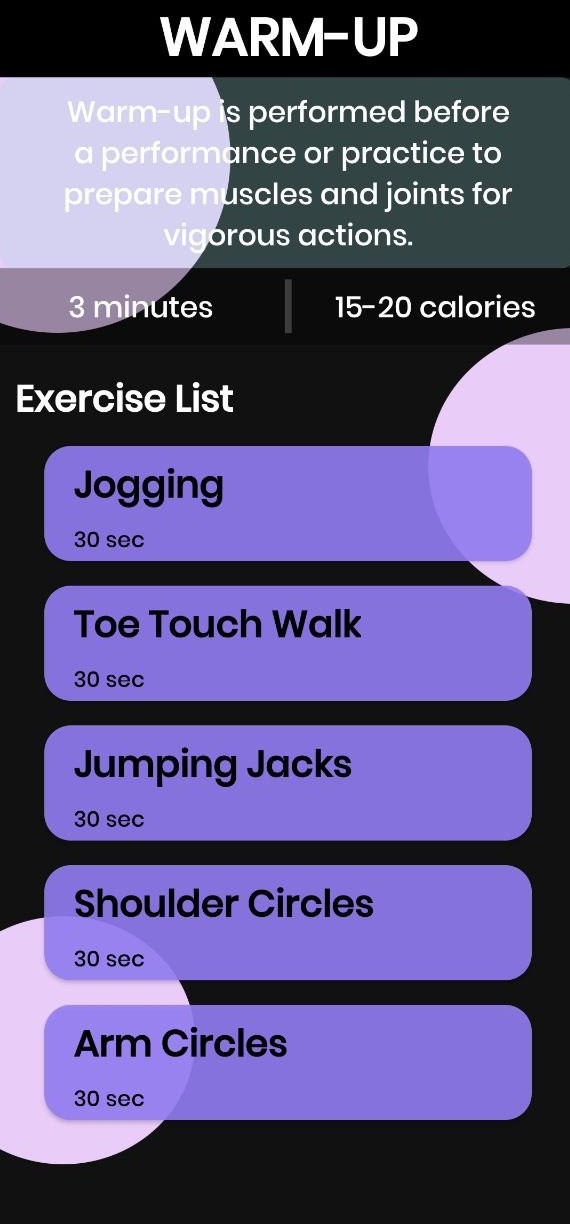 WARM-UP
Warm-up is performed before
a performance or practice to
prepare muscles and joints for
vigorous actions.
3 minutes
15-20 calories
Exercise List
Jogging
30 sec
Toe Touch Walk
30 sec
Jumping Jacks
30 sec
Shoulder Circles
30 sec
Arm Circles
30 sec